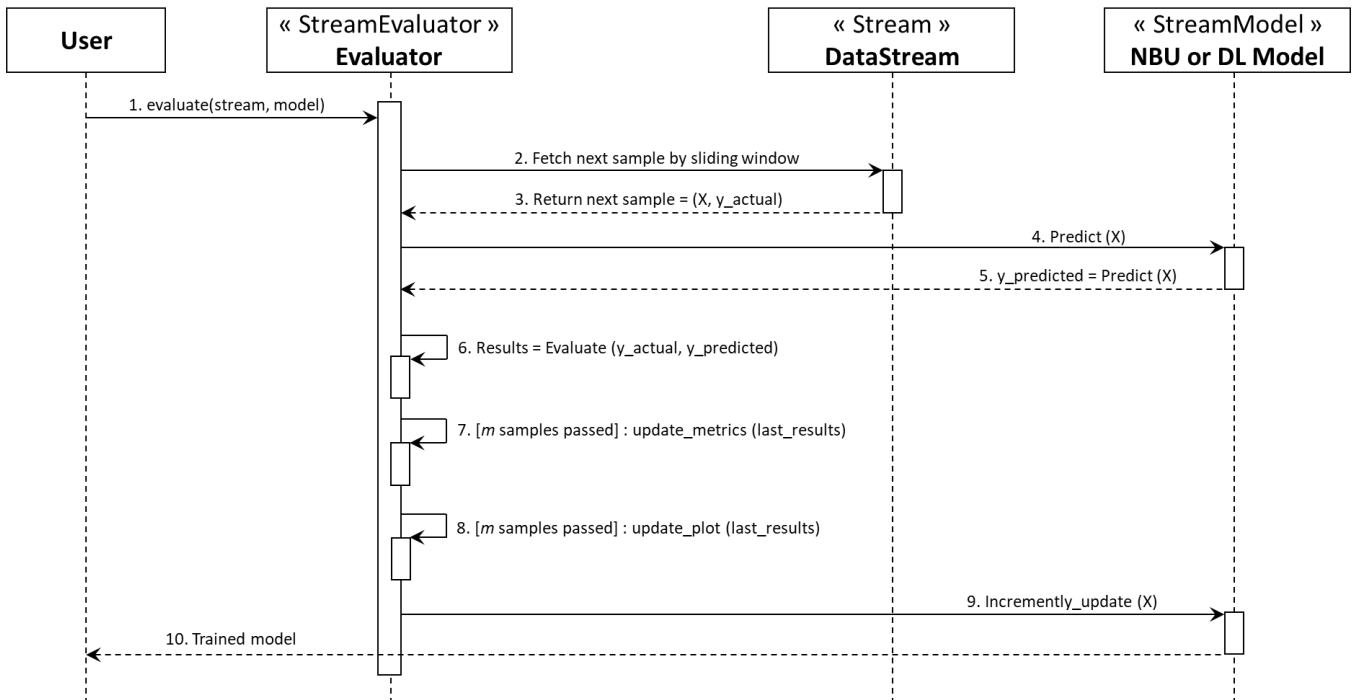 User
« StreamEvaluator »
Evaluator
« Stream »
DataStream
« StreamModel »
NBU or DL Model
1. evaluate(stream, model)
2. Fetch next sample by sliding window
3. Return next sample = (X, y_actual)
4. Predict (X)
5. y_predicted = Predict (X)
6. Results = Evaluate (y_actual, y_predicted)
7. [m samples passed] : update_metrics (last_results)
8. [m samples passed] : update_plot (last_results)
9. Incremently_update (X)
10. Trained model